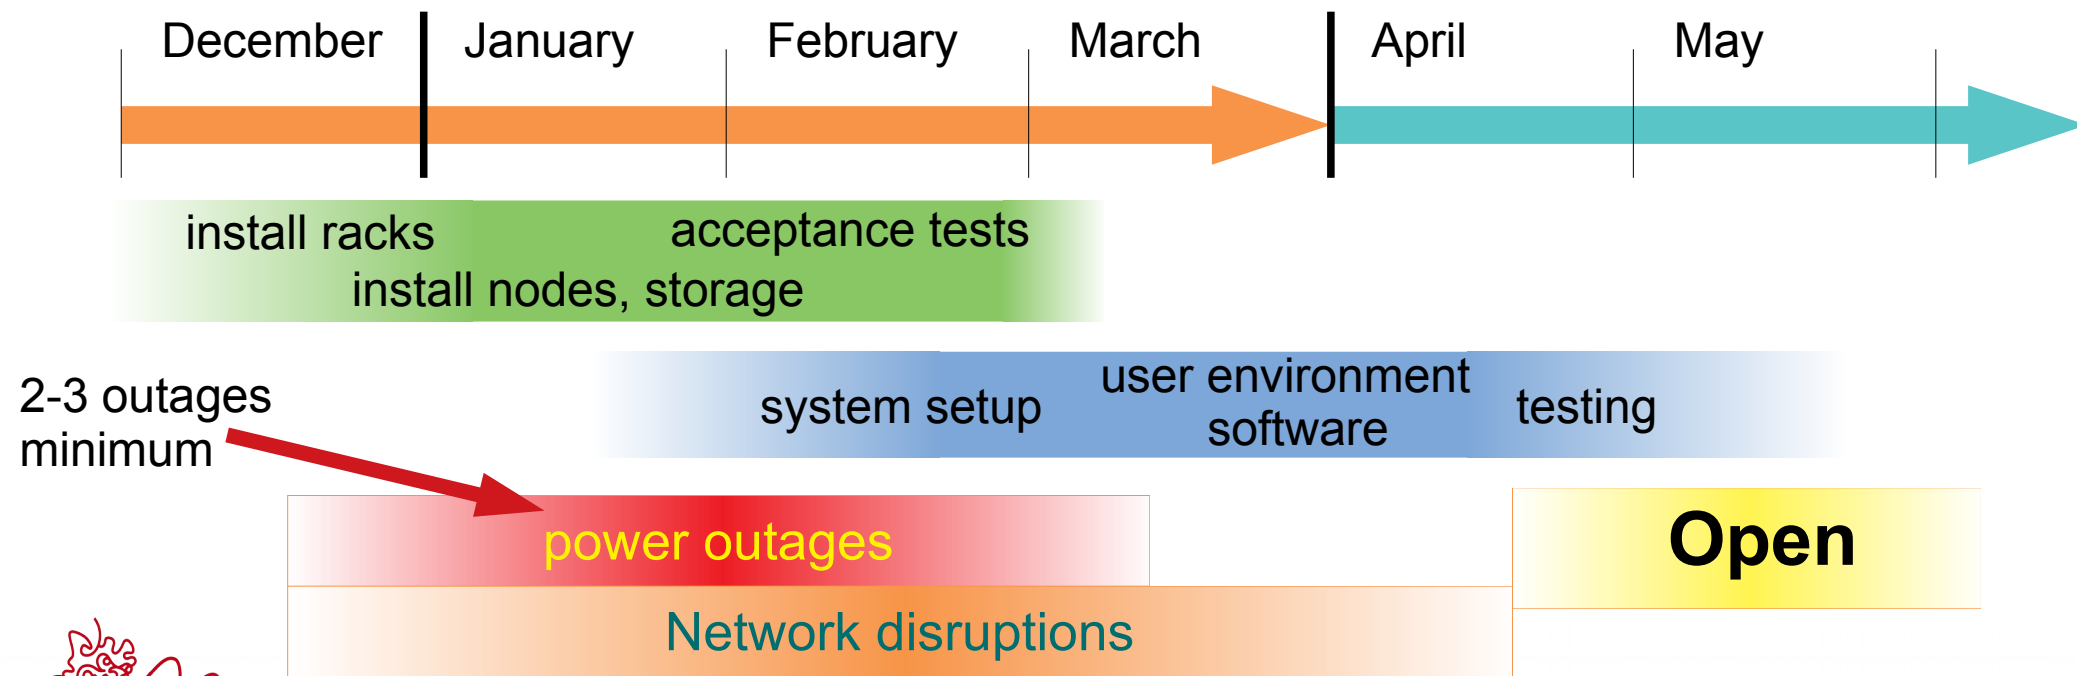 December January February March April May
install racks acceptance tests
install nodes, storage
2-3 outages
minimum
system setup
user environment
software
testing
power outages
Open
Network disruptions